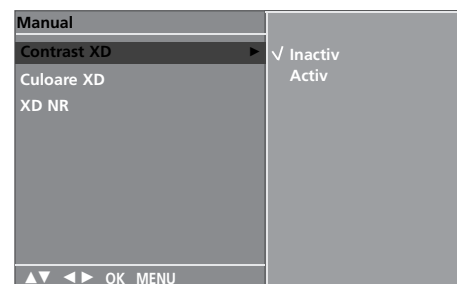 Manual
Contrast XD ► √ Inactiv
Culoare XD Activ
XD NR
▲▼ ◄► OK MENU